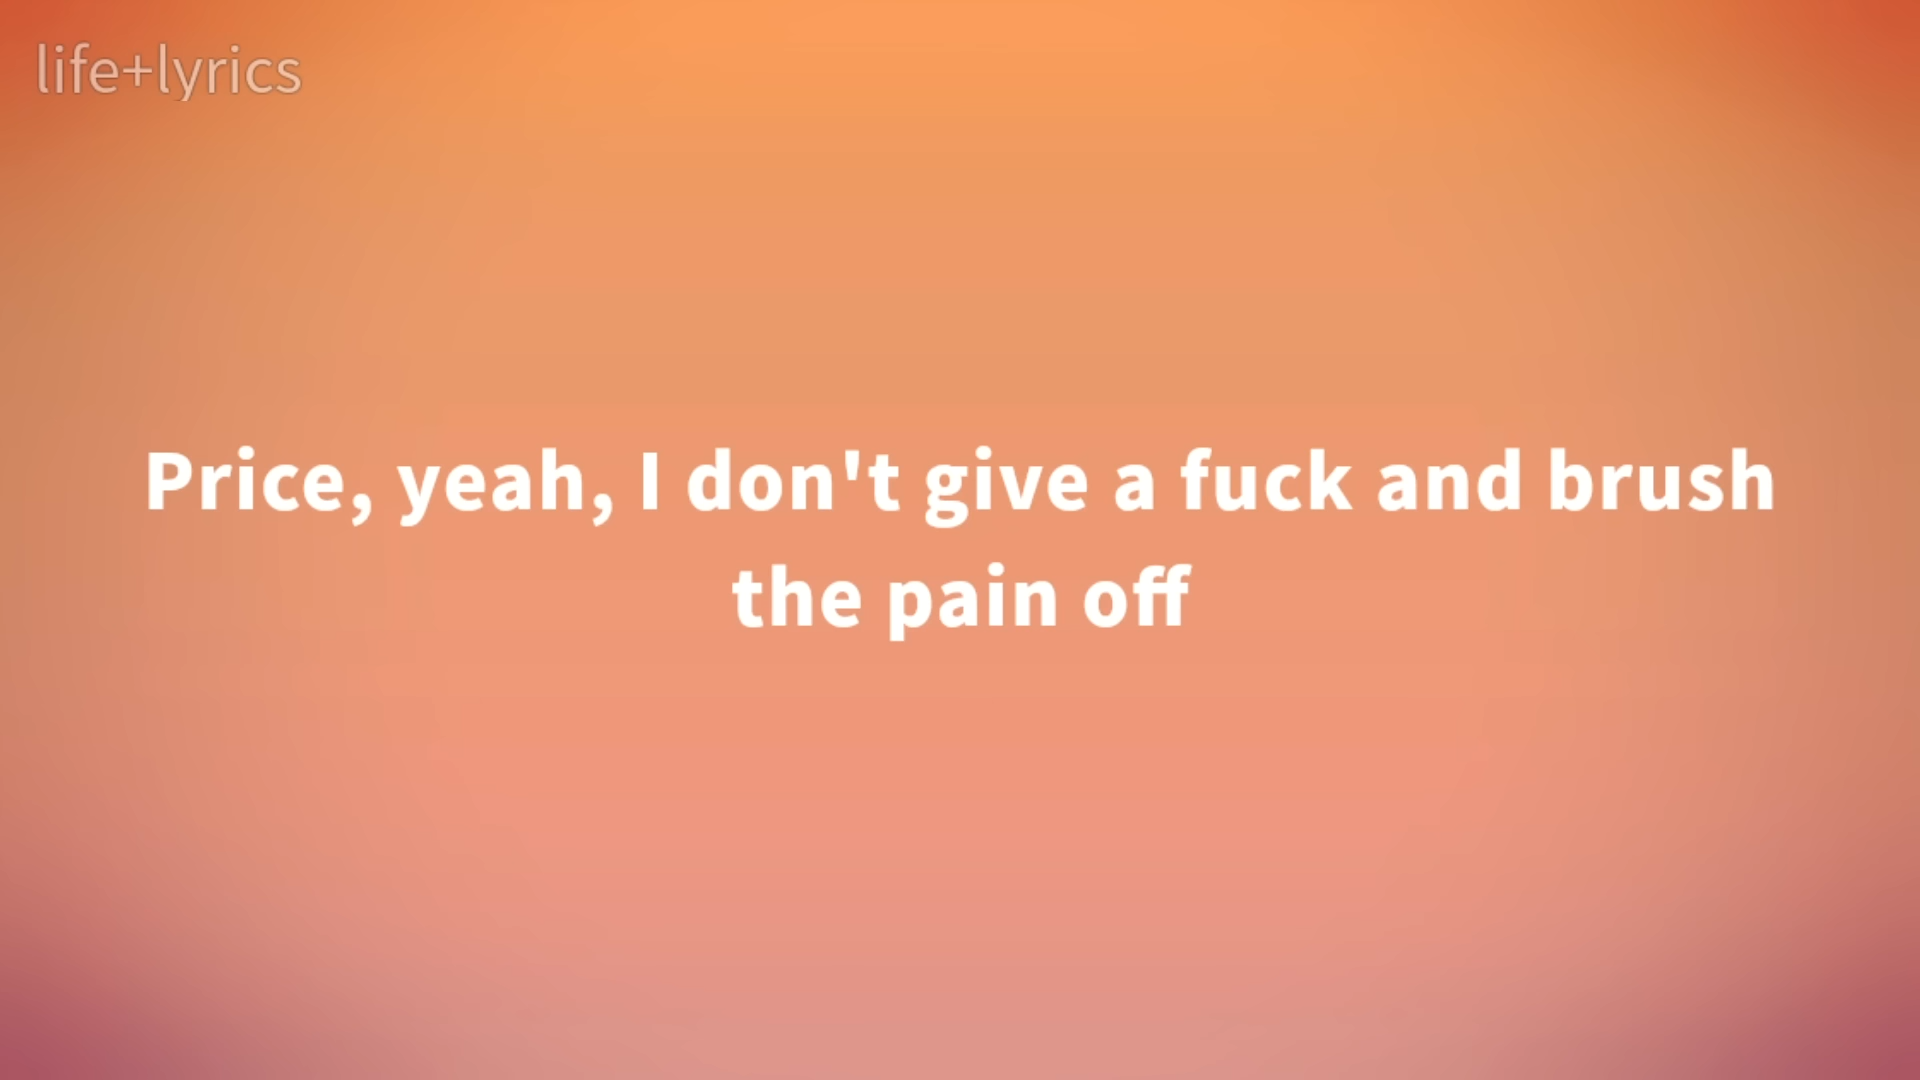 life+lyrics
Price, yeah, I don't give a fuck and brush
the pain off